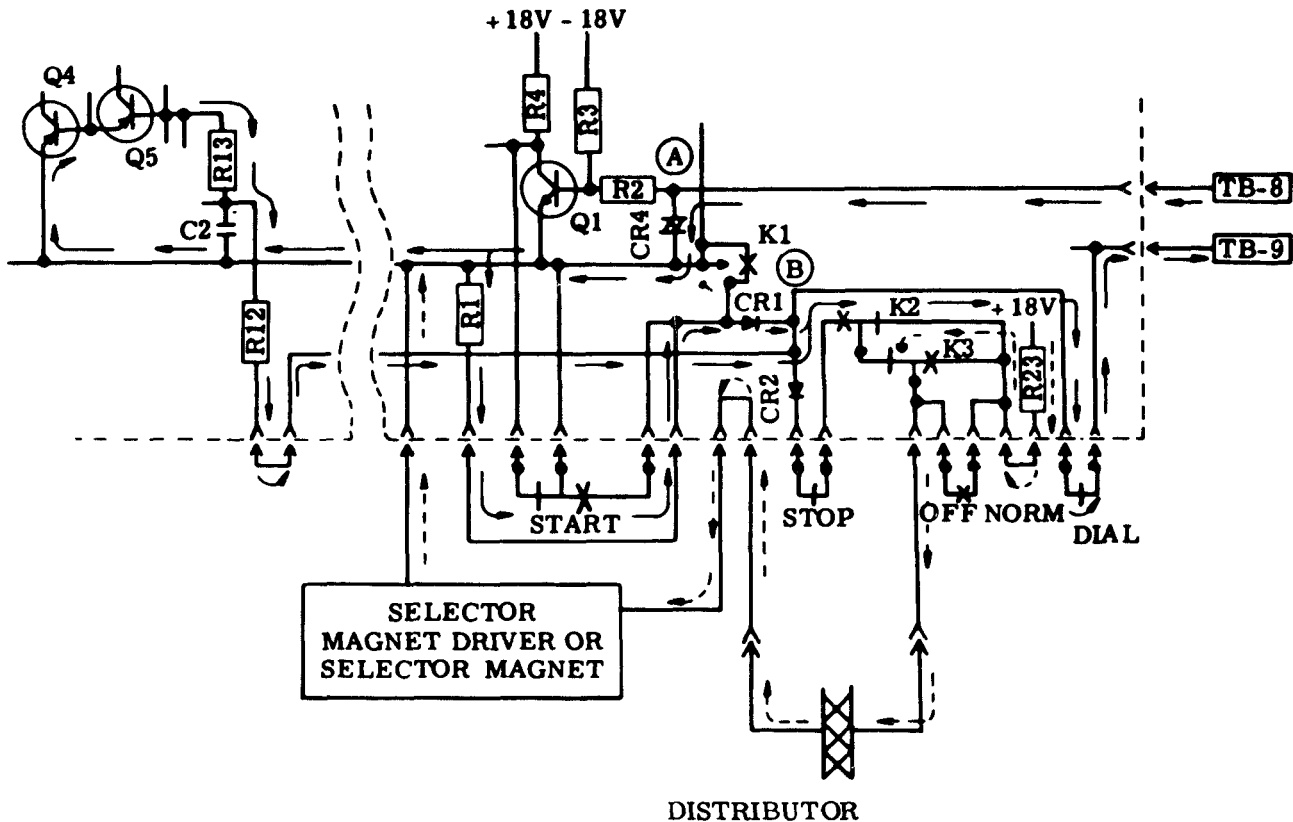 +18V -18V
Q4
Q5
R13
C2
R12
R4
R3
R2
A
Q1
CR4
K1
B
CR1
R1
K2
K3
+18V
R23
CR2
TB-8
TB-9
START
STOP
OFF NORM
DIAL
SELECTOR
MAGNET DRIVER OR
SELECTOR MAGNET
DISTRIBUTOR